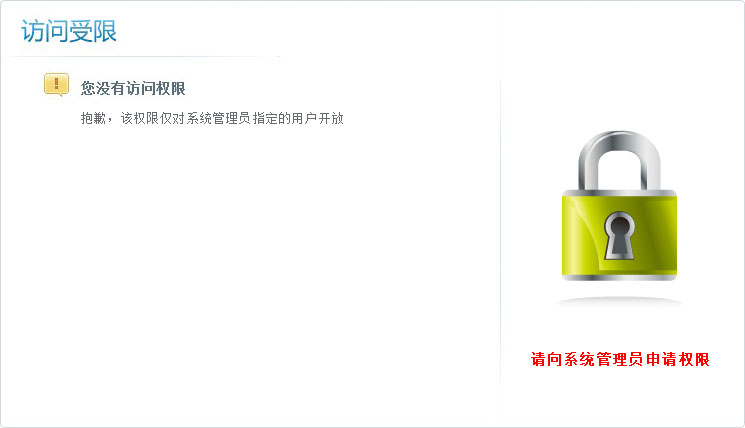 访问受限
您没有访问权限
抱歉，该权限仅对系统管理员指定的用户开放
请向系统管理员申请权限